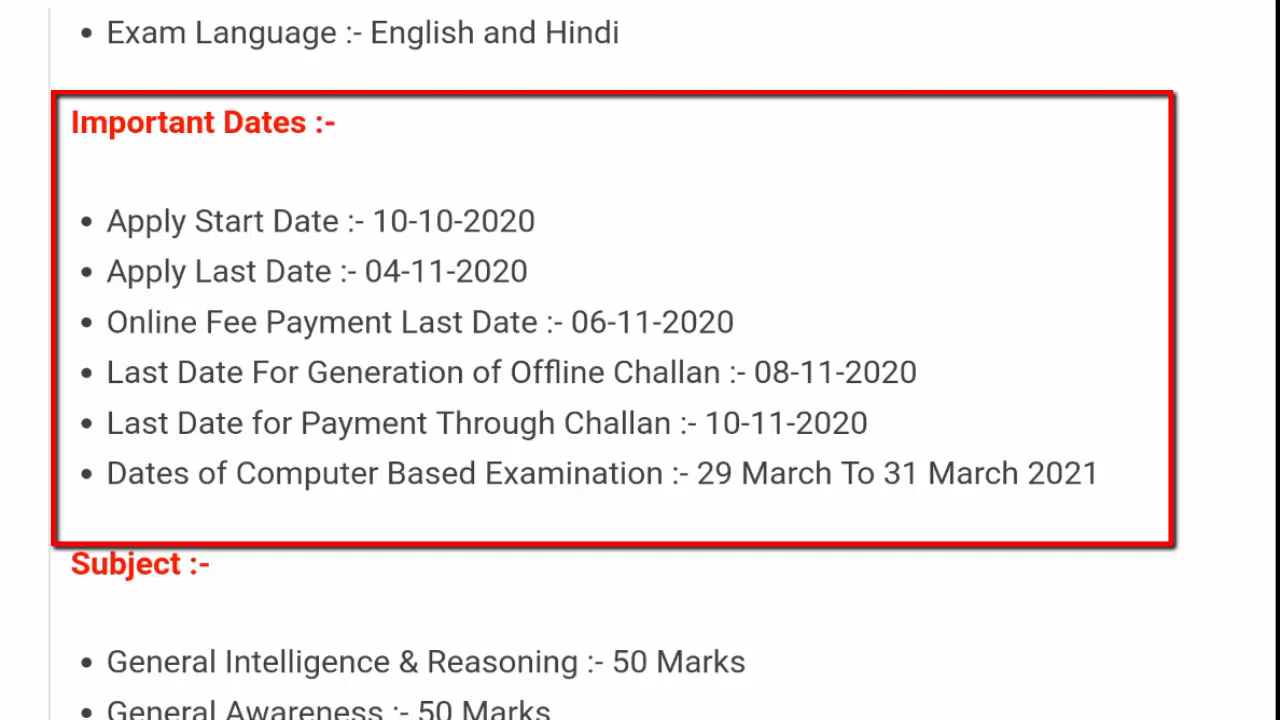 • Exam Language :- English and Hindi
Important Dates :-
• Apply Start Date :- 10-10-2020
• Apply Last Date :- 04-11-2020
• Online Fee Payment Last Date :- 06-11-2020
• Last Date For Generation of Offline Challan :- 08-11-2020
• Last Date for Payment Through Challan :- 10-11-2020
• Dates of Computer Based Examination :- 29 March To 31 March 2021
Subject :-
• General Intelligence & Reasoning :- 50 Marks
• General Awareness :- 50 Marks